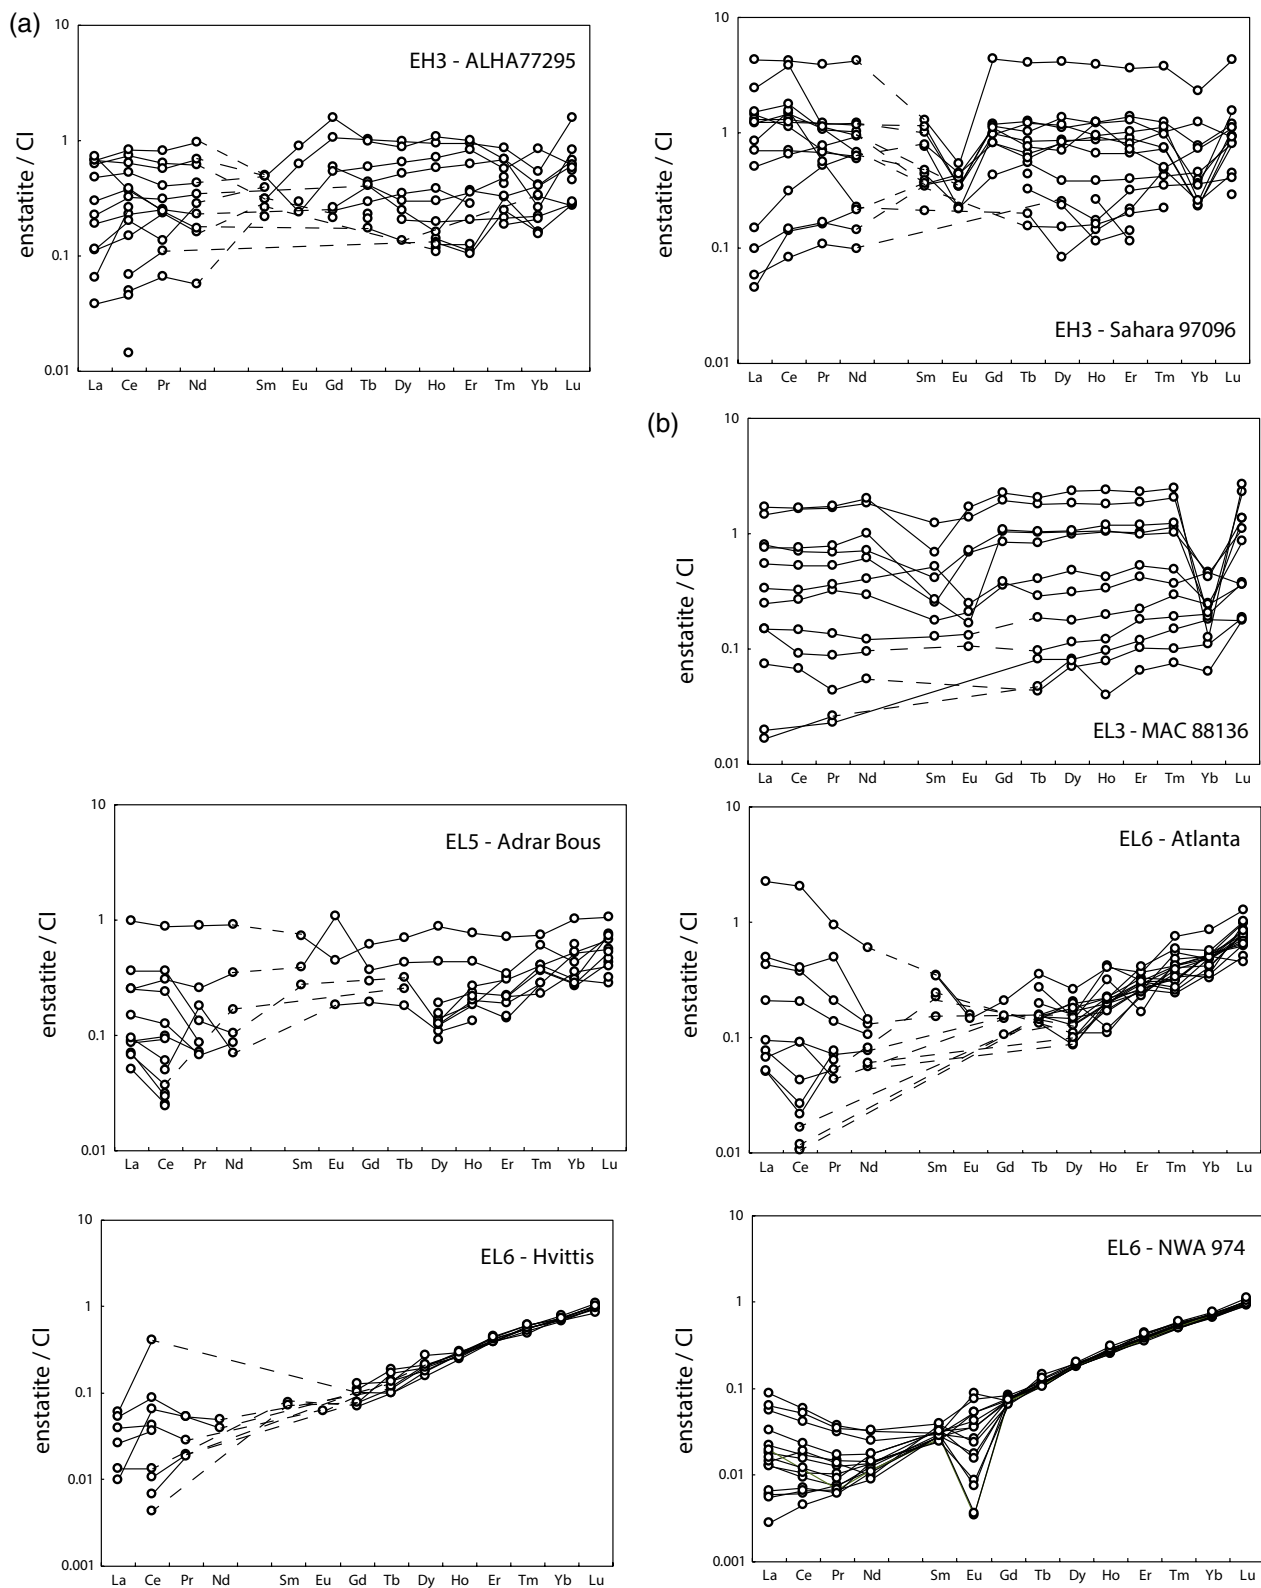 (a)
10
1
0.1
0.01
enstatite / CI
EH3 - ALHA77295
La Ce Pr Nd Sm Eu Gd Tb Dy Ho Er Tm Yb Lu
10
1
0.1
0.01
enstatite / CI
EH3 - Sahara 97096
La Ce Pr Nd Sm Eu Gd Tb Dy Ho Er Tm Yb Lu
(b)
10
1
0.1
0.01
enstatite / CI
EL3 - MAC 88136
La Ce Pr Nd Sm Eu Gd Tb Dy Ho Er Tm Yb Lu
10
1
0.1
0.01
enstatite / CI
EL5 - Adrar Bous
La Ce Pr Nd Sm Eu Gd Tb Dy Ho Er Tm Yb Lu
10
1
0.1
0.01
enstatite / CI
EL6 - Atlanta
La Ce Pr Nd Sm Eu Gd Tb Dy Ho Er Tm Yb Lu
10
1
0.1
0.01
0.001
enstatite / CI
EL6 - Hvittis
La Ce Pr Nd Sm Eu Gd Tb Dy Ho Er Tm Yb Lu
10
1
0.1
0.01
0.001
enstatite / CI
EL6 - NWA 974
La Ce Pr Nd Sm Eu Gd Tb Dy Ho Er Tm Yb Lu